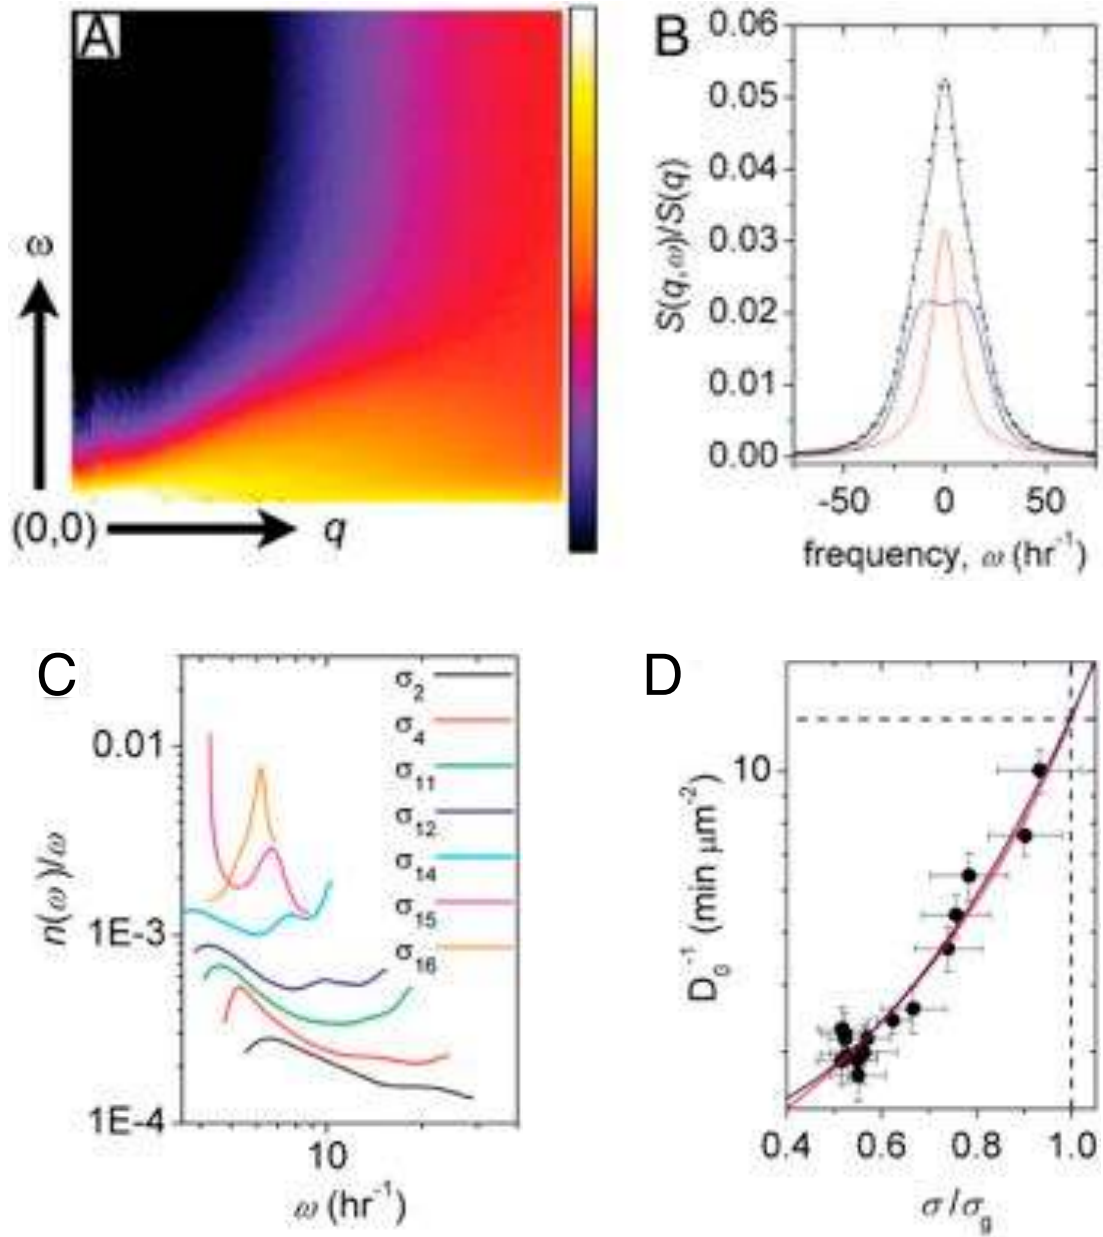 A
ω
(0,0)
q
B
0.06
0.05
0.04
0.03
0.02
0.01
0.00
S(q,ω)/S(q)
-50 0 50
frequency, ω (hr⁻¹)
C
σ₂
σ₄
σ₁₁
σ₁₂
σ₁₄
σ₁₅
σ₁₆
0.01
1E-3
1E-4
n(ω)/ω
10
ω (hr⁻¹)
D
10
D₀⁻¹ (min μm⁻²)
0.4 0.6 0.8 1.0
σ/σg